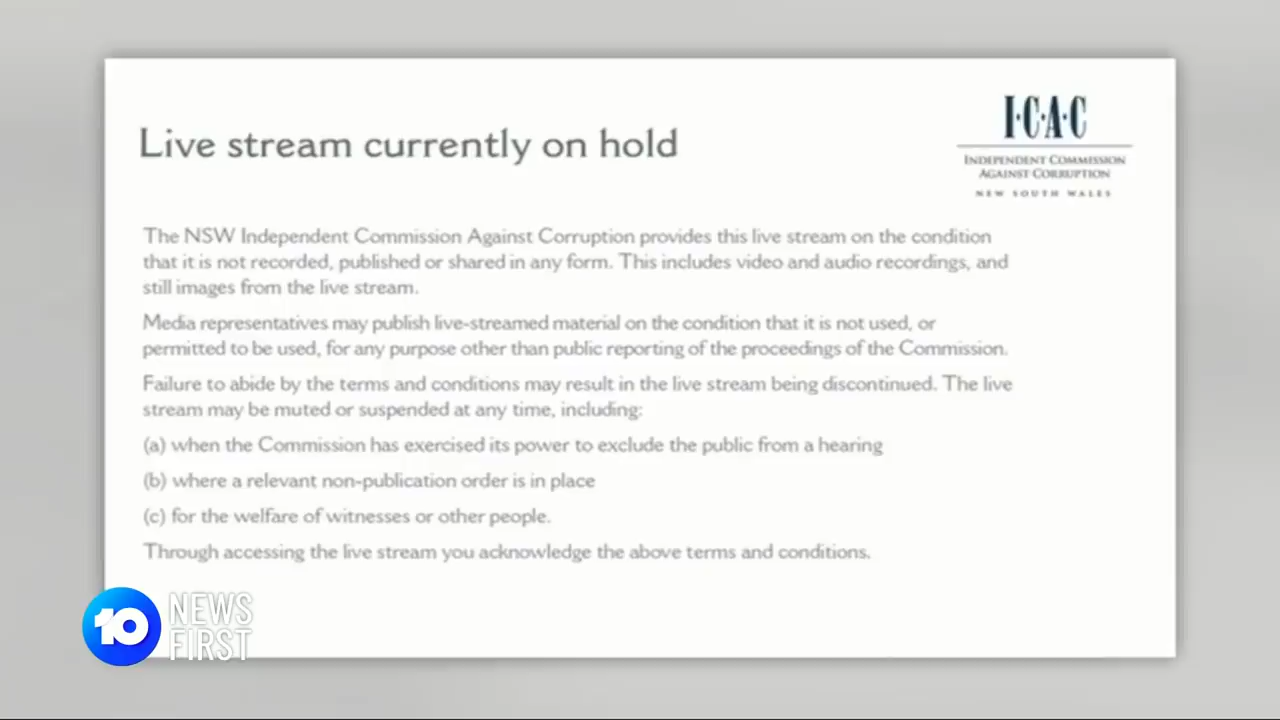 Live stream currently on hold
I·C·A·C
INDEPENDENT COMMISSION
AGAINST CORRUPTION
NEW SOUTH WALES
The NSW Independent Commission Against Corruption provides this live stream on the condition
that it is not recorded, published or shared in any form. This includes video and audio recordings, and
still images from the live stream.
Media representatives may publish live-streamed material on the condition that it is not used, or
permitted to be used, for any purpose other than public reporting of the proceedings of the Commission.
Failure to abide by the terms and conditions may result in the live stream being discontinued. The live
stream may be muted or suspended at any time, including:
(a) when the Commission has exercised its power to exclude the public from a hearing
(b) where a relevant non-publication order is in place
(c) for the welfare of witnesses or other people.
Through accessing the live stream you acknowledge the above terms and conditions.
10 NEWS
FIRST